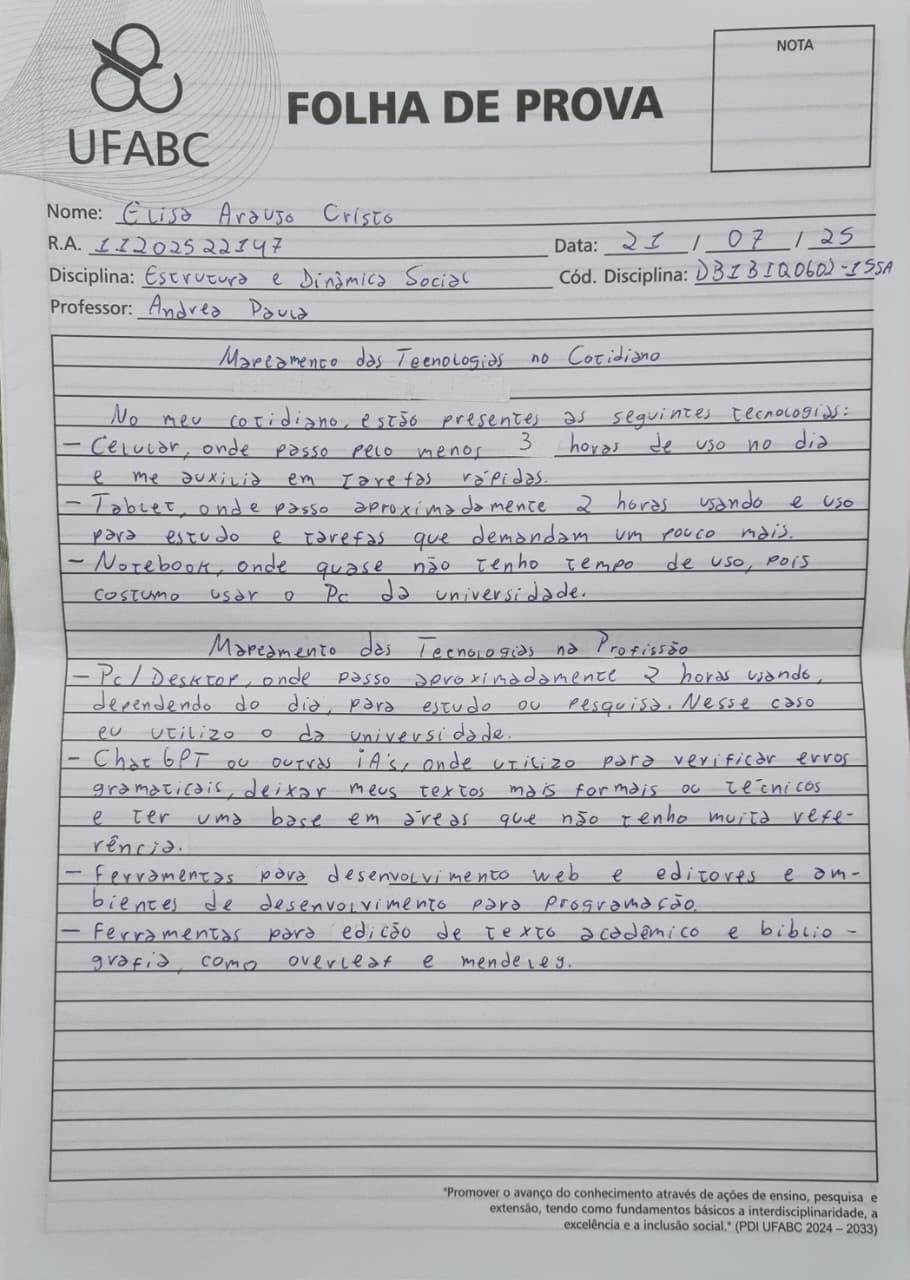 UFABC
FOLHA DE PROVA
NOTA
Nome: Elisa Araujo Cristo
R.A. 11202522147
Data: 21 / 07 / 25
Disciplina: Estrutura e Dinâmica Social
Cód. Disciplina: DB1BIQ0602-15SA
Professor: Andrea Paula
Mapeamento das Tecnologias no Cotidiano
No meu cotidiano, estão presentes as seguintes tecnologias:
- Celular, onde passo pelo menos 3 horas de uso no dia
e me auxilia em tarefas rápidas.
- Tablet, onde passo aproximadamente 2 horas usando e uso
para estudo e tarefas que demandam um pouco mais.
- Notebook, onde quase não tenho tempo de uso, pois
costumo usar o Pc da universidade.
Mapeamento das Tecnologias na Profissão
- Pc/Desktop, onde passo aproximadamente 2 horas usando,
dependendo do dia, para estudo ou pesquisa. Nesse caso
eu utilizo o da universidade.
- Chat GPT ou outras iA's, onde utilizo para verificar erros
gramaticais, deixar meus textos mais formais ou técnicos
e ter uma base em áreas que não tenho muita refe-
rência.
- Ferramentas para desenvolvimento web e editores e am-
bientes de desenvolvimento para programação.
- Ferramentas para edição de texto acadêmico e biblio-
grafia, como overleaf e menderey.
"Promover o avanço do conhecimento através de ações de ensino, pesquisa e
extensão, tendo como fundamentos básicos a interdisciplinaridade, a
excelência e a inclusão social." (PDI UFABC 2024 – 2033)